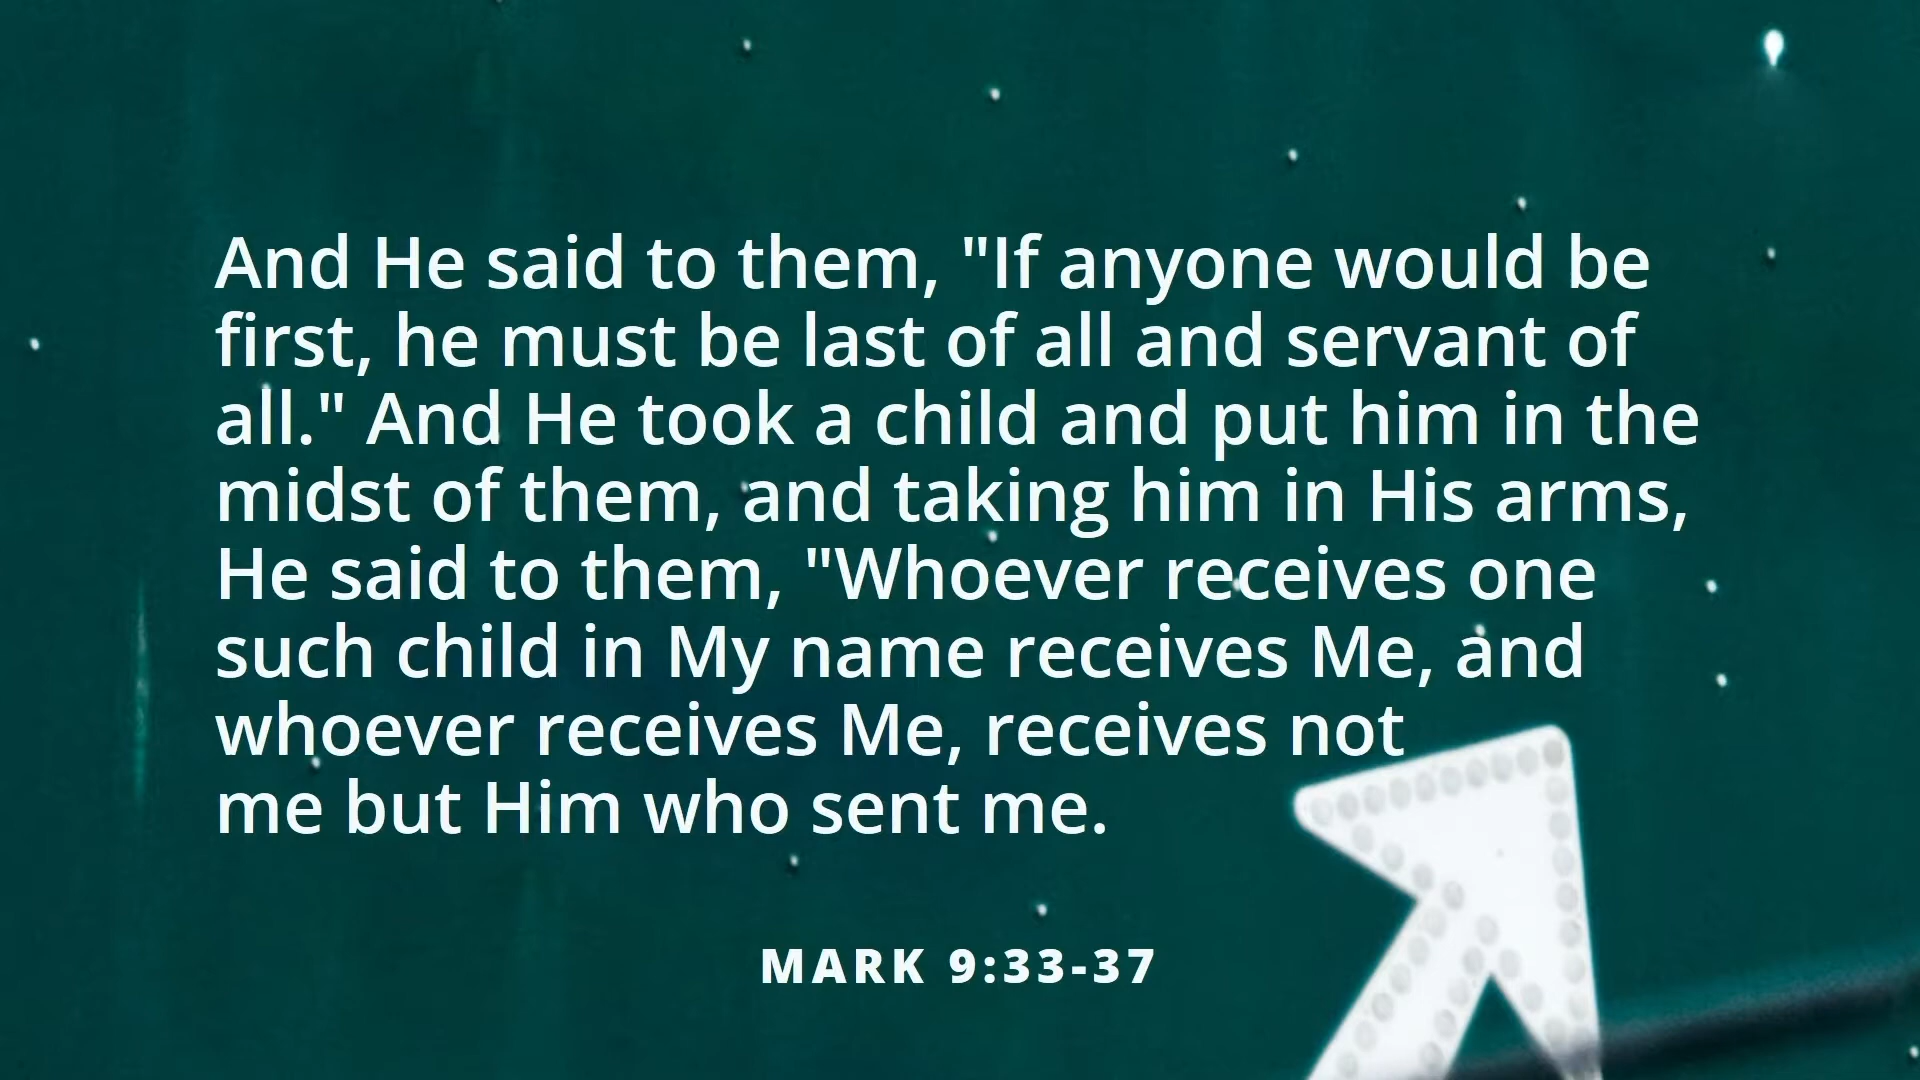 And He said to them, "If anyone would be
first, he must be last of all and servant of
all." And He took a child and put him in the
midst of them, and taking him in His arms,
He said to them, "Whoever receives one
such child in My name receives Me, and
whoever receives Me, receives not
me but Him who sent me.
MARK 9:33-37